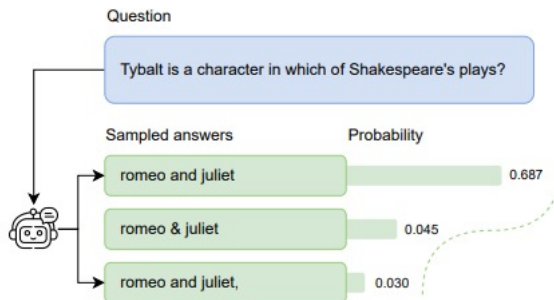 Question
Tybalt is a character in which of Shakespeare's plays?
Sampled answers Probability
romeo and juliet 0.687
romeo & juliet 0.045
romeo and juliet, 0.030